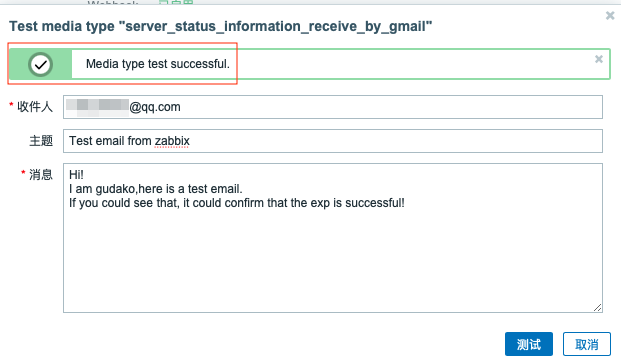 Test media type "server_status_information_receive_by_gmail"
Media type test successful.
* 收件人 @qq.com
主题 Test email from zabbix
* 消息 Hi!
I am gudako,here is a test email.
If you could see that, it could confirm that the exp is successful!
测试 取消